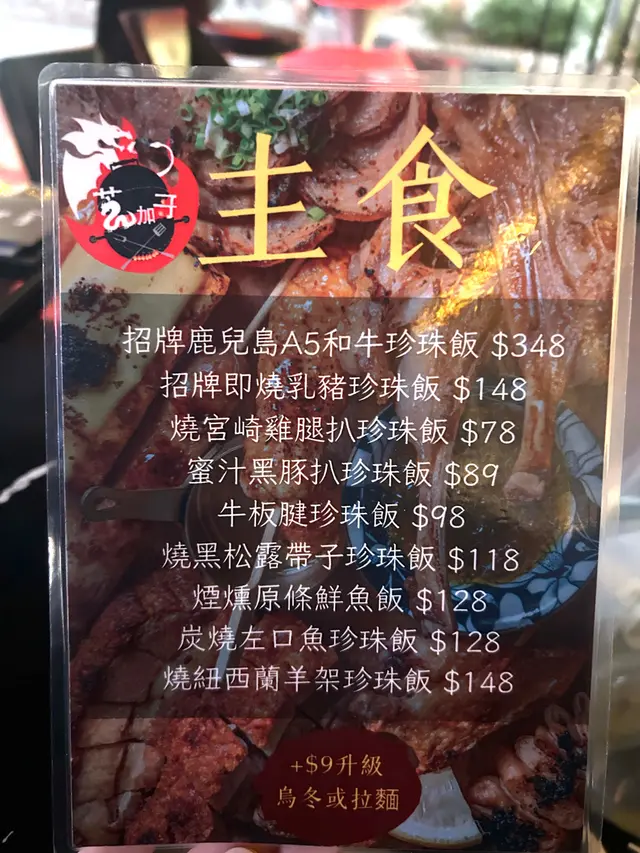 主食
招牌鹿兒島A5和牛珍珠飯 $348
招牌即燒乳豬珍珠飯 $148
燒宮崎雞腿扒珍珠飯 $78
蜜汁黑豚扒珍珠飯 $89
牛板腱珍珠飯 $98
燒黑松露帶子珍珠飯 $118
煙燻原條鮮魚飯 $128
炭燒左口魚珍珠飯 $128
燒紐西蘭羊架珍珠飯 $148
+$9升級
烏冬或拉麵